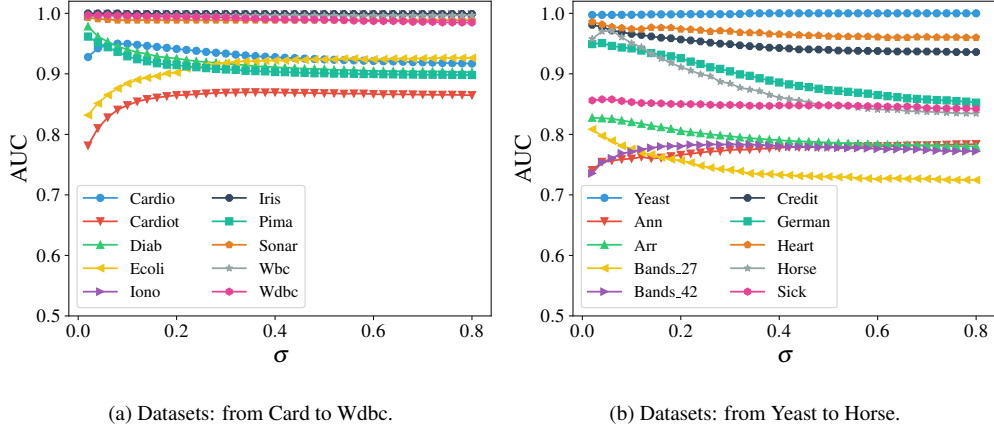 1.0
0.9
0.8
0.7
0.6
0.5
AUC
0.0 0.2 0.4 0.6 0.8
σ
Cardio
Cardiot
Diab
Ecoli
Iono
Iris
Pima
Sonar
Wbc
Wdbc
(a) Datasets: from Card to Wdbc.
1.0
0.9
0.8
0.7
0.6
0.5
AUC
0.0 0.2 0.4 0.6 0.8
σ
Yeast
Ann
Arr
Bands_27
Bands_42
Credit
German
Heart
Horse
Sick
(b) Datasets: from Yeast to Horse.